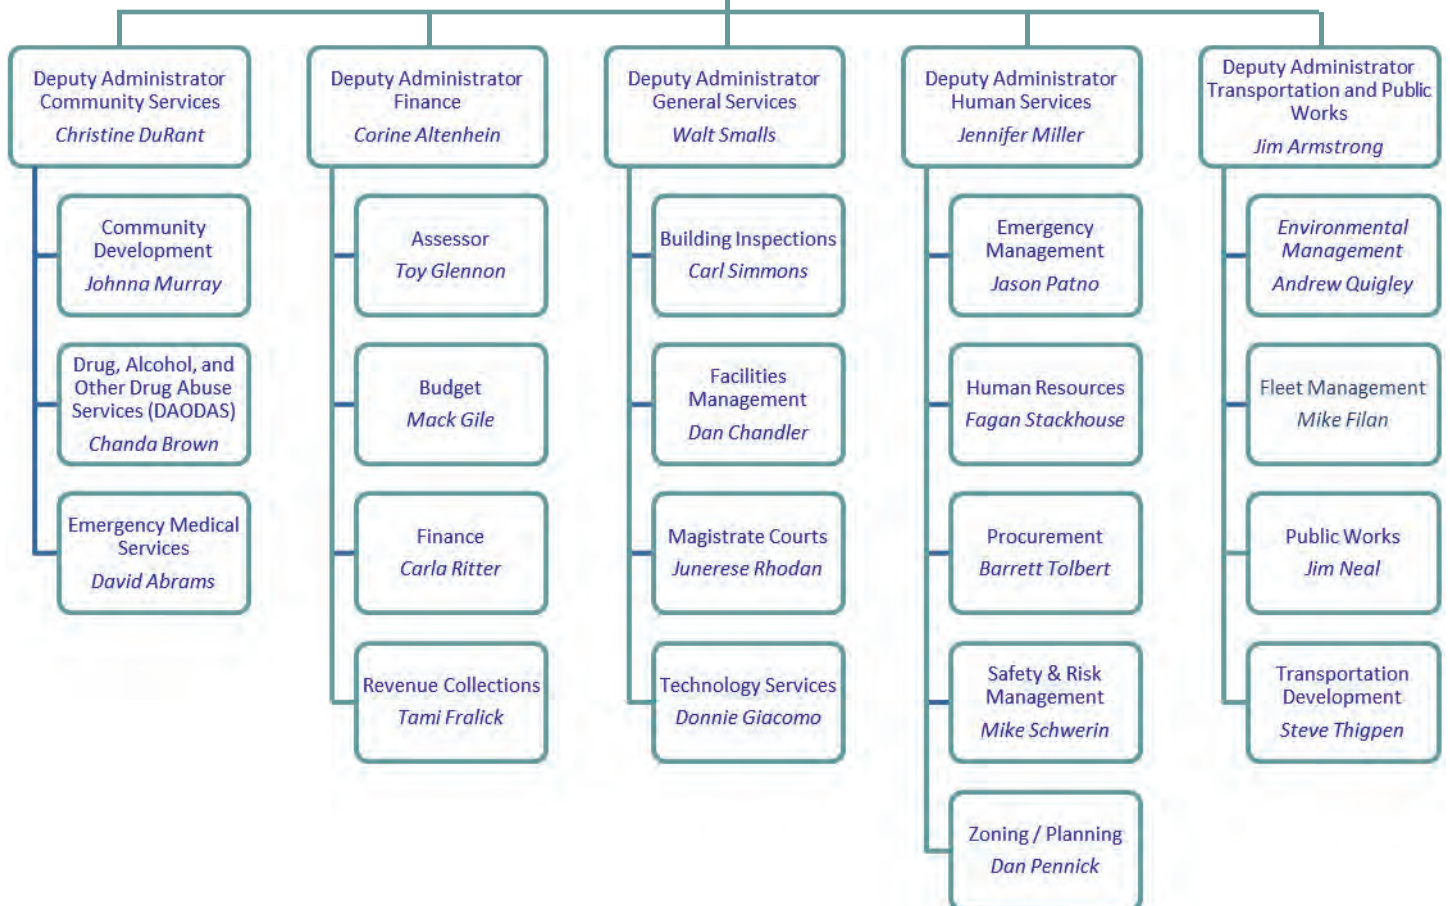 Deputy Administrator
Community Services
Christine DuRant
Community
Development
Johnna Murray
Drug, Alcohol, and
Other Drug Abuse
Services (DAODAS)
Chanda Brown
Emergency Medical
Services
David Abrams
Deputy Administrator
Finance
Corine Altenhein
Assessor
Toy Glennon
Budget
Mack Gile
Finance
Carla Ritter
Revenue Collections
Tami Fralick
Deputy Administrator
General Services
Walt Smalls
Building Inspections
Carl Simmons
Facilities
Management
Dan Chandler
Magistrate Courts
Junerese Rhodan
Technology Services
Donnie Giacomo
Deputy Administrator
Human Services
Jennifer Miller
Emergency
Management
Jason Patno
Human Resources
Fagan Stackhouse
Procurement
Barrett Tolbert
Safety & Risk
Management
Mike Schwerin
Zoning / Planning
Dan Pennick
Deputy Administrator
Transportation and Public
Works
Jim Armstrong
Environmental
Management
Andrew Quigley
Fleet Management
Mike Filan
Public Works
Jim Neal
Transportation
Development
Steve Thigpen